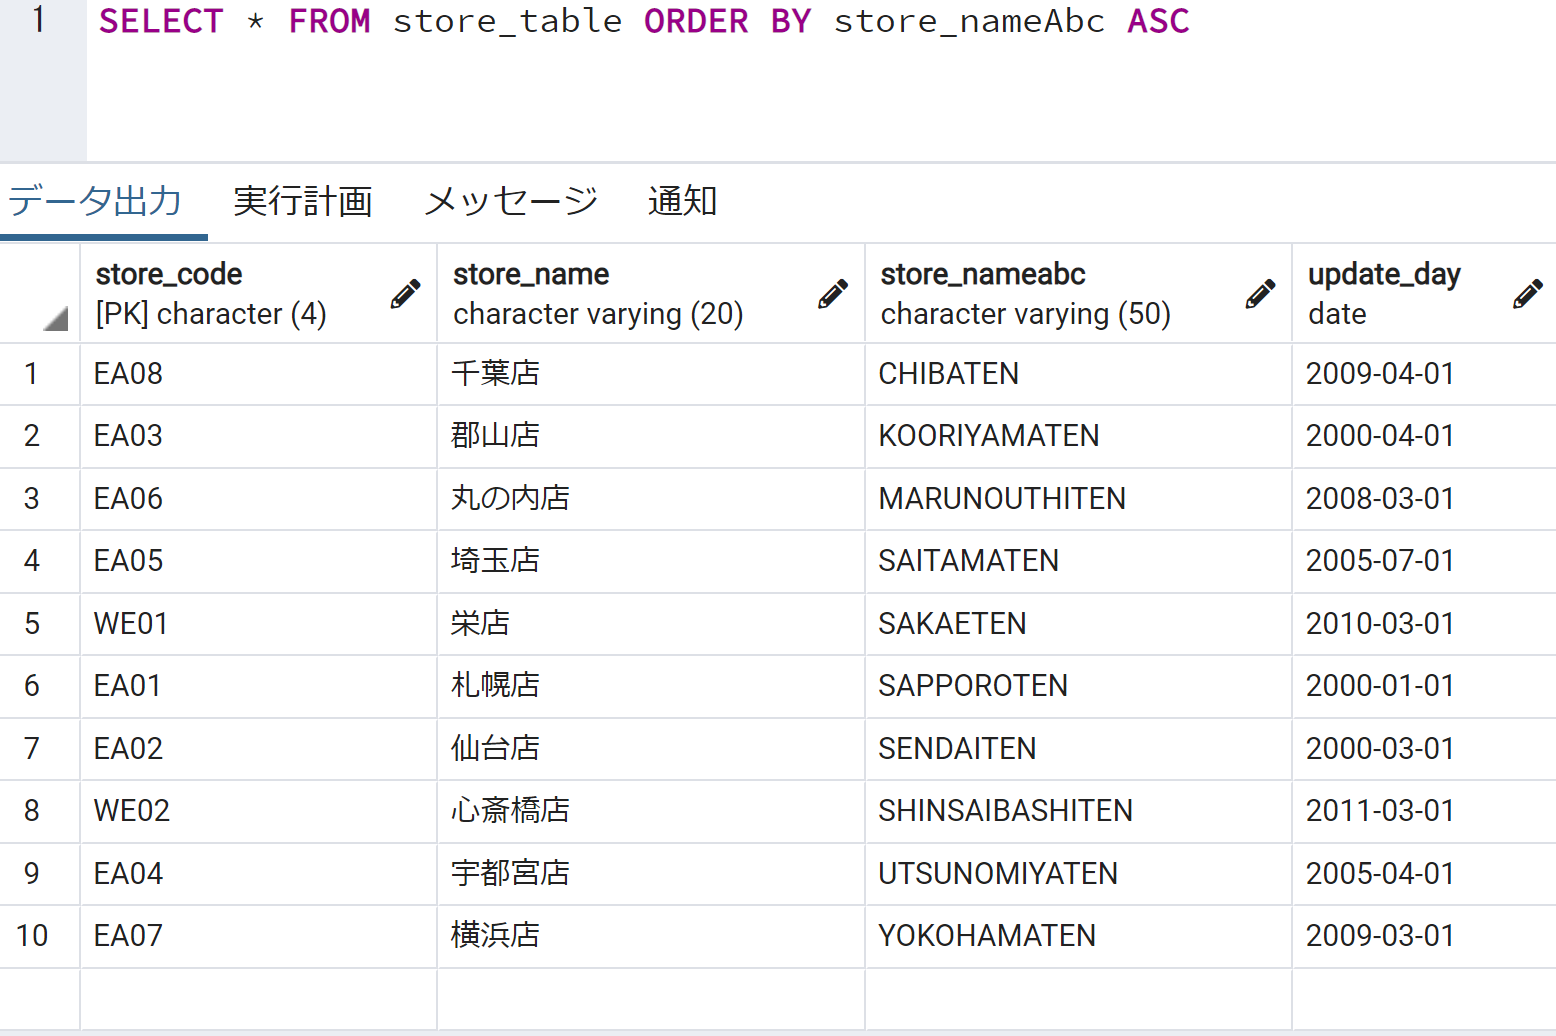 1 SELECT * FROM store_table ORDER BY store_nameAbc ASC
データ出力 実行計画 メッセージ 通知
store_code store_name store_nameabc update_day
[PK] character (4) character varying (20) character varying (50) date
1 EA08 千葉店 CHIBATEN 2009-04-01
2 EA03 郡山店 KOORIYAMATEN 2000-04-01
3 EA06 丸の内店 MARUNOUTHITEN 2008-03-01
4 EA05 埼玉店 SAITAMATEN 2005-07-01
5 WE01 栄店 SAKAETEN 2010-03-01
6 EA01 札幌店 SAPPOROTEN 2000-01-01
7 EA02 仙台店 SENDAITEN 2000-03-01
8 WE02 心斎橋店 SHINSAIBASHITEN 2011-03-01
9 EA04 宇都宮店 UTSUNOMIYATEN 2005-04-01
10 EA07 横浜店 YOKOHAMATEN 2009-03-01